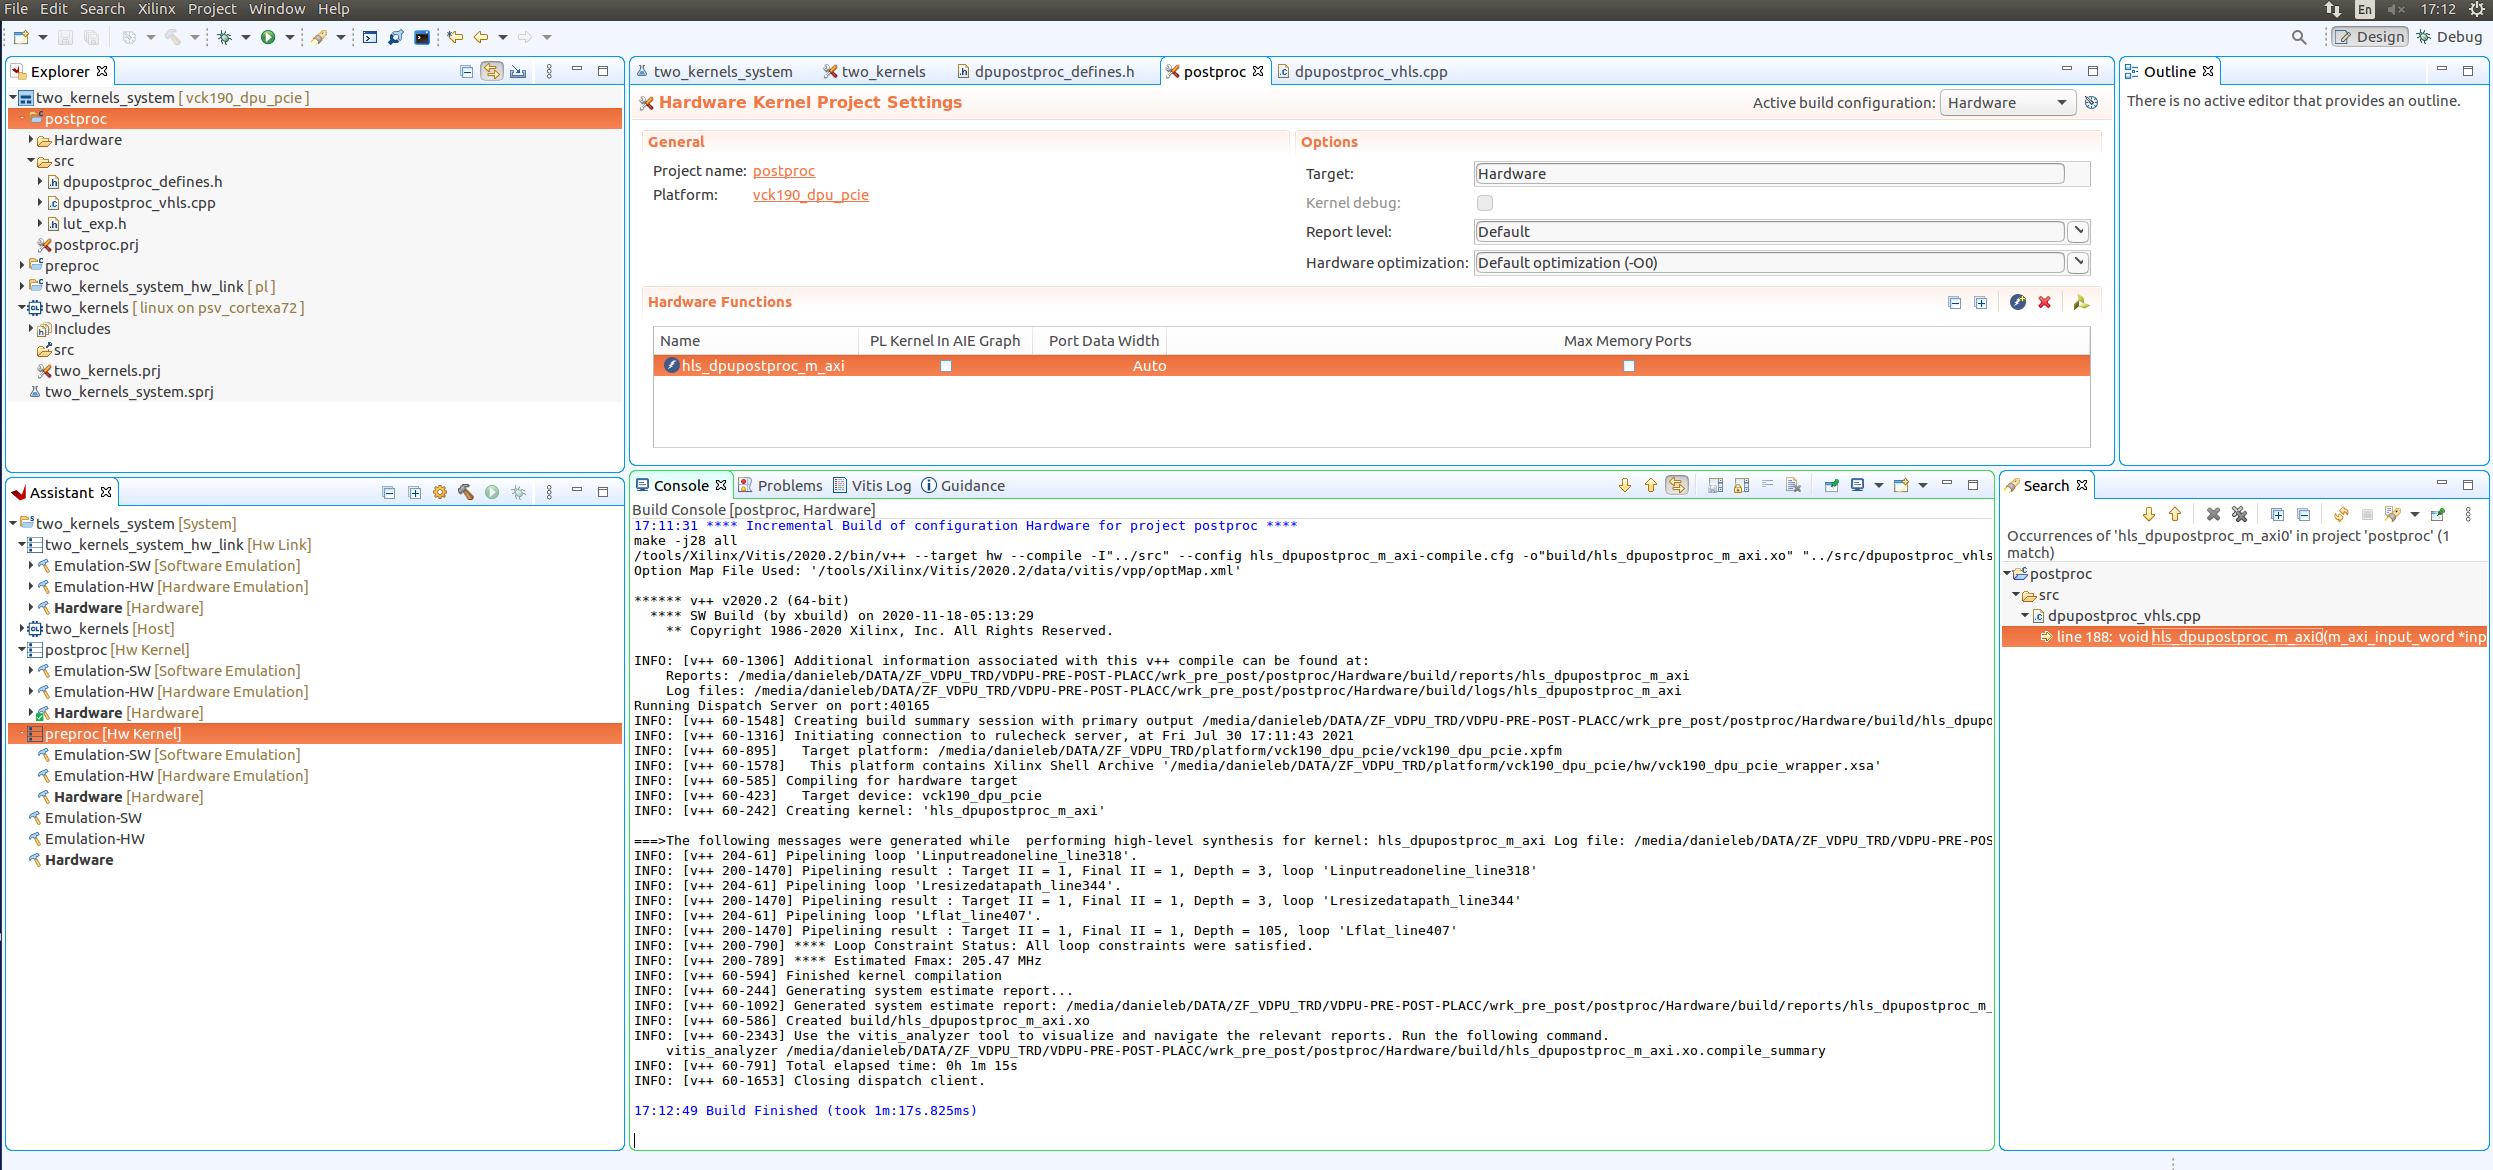 File Edit Search Xilinx Project Window Help
En 17:12
Design Debug
Explorer
two_kernels_system [ vck190_dpu_pcie ]
postproc
Hardware
src
dpupostproc_defines.h
dpupostproc_vhls.cpp
lut_exp.h
postproc.prj
preproc
two_kernels_system_hw_link [ pl ]
two_kernels [ linux on psv_cortexa72 ]
Includes
src
two_kernels.prj
two_kernels_system.sprj
two_kernels_system two_kernels dpupostproc_defines.h postproc dpupostproc_vhls.cpp
Hardware Kernel Project Settings
Active build configuration: Hardware
General
Project name: postproc
Platform: vck190_dpu_pcie
Options
Target: Hardware
Kernel debug:
Report level: Default
Hardware optimization: Default optimization (-O0)
Hardware Functions
Name PL Kernel In AIE Graph Port Data Width Max Memory Ports
hls_dpupostproc_m_axi Auto
Outline
There is no active editor that provides an outline.
Assistant
two_kernels_system [System]
two_kernels_system_hw_link [Hw Link]
Emulation-SW [Software Emulation]
Emulation-HW [Hardware Emulation]
Hardware [Hardware]
two_kernels [Host]
postproc [Hw Kernel]
Emulation-SW [Software Emulation]
Emulation-HW [Hardware Emulation]
Hardware [Hardware]
preproc [Hw Kernel]
Emulation-SW [Software Emulation]
Emulation-HW [Hardware Emulation]
Hardware [Hardware]
Emulation-SW
Emulation-HW
Hardware
Console Problems Vitis Log Guidance
Build Console [postproc, Hardware]
17:11:31 **** Incremental Build of configuration Hardware for project postproc ****
make -j28 all
/tools/Xilinx/Vitis/2020.2/bin/v++ --target hw --compile -I"../src" --config hls_dpupostproc_m_axi-compile.cfg -o"build/hls_dpupostproc_m_axi.xo" "../src/dpupostproc_vhls
Option Map File Used: '/tools/Xilinx/Vitis/2020.2/data/vitis/vpp/optMap.xml'
****** v++ v2020.2 (64-bit)
**** SW Build (by xbuild) on 2020-11-18-05:13:29
** Copyright 1986-2020 Xilinx, Inc. All Rights Reserved.
INFO: [v++ 60-1306] Additional information associated with this v++ compile can be found at:
Reports: /media/danieleb/DATA/ZF_VDPU_TRD/VDPU-PRE-POST-PLACC/wrk_pre_post/postproc/Hardware/build/reports/hls_dpupostproc_m_axi
Log files: /media/danieleb/DATA/ZF_VDPU_TRD/VDPU-PRE-POST-PLACC/wrk_pre_post/postproc/Hardware/build/logs/hls_dpupostproc_m_axi
Running Dispatch Server on port:40165
INFO: [v++ 60-1548] Creating build summary session with primary output /media/danieleb/DATA/ZF_VDPU_TRD/VDPU-PRE-POST-PLACC/wrk_pre_post/postproc/Hardware/build/hls_dpupo
INFO: [v++ 60-1316] Initiating connection to rulecheck server, at Fri Jul 30 17:11:43 2021
INFO: [v++ 60-895] Target platform: /media/danieleb/DATA/ZF_VDPU_TRD/platform/vck190_dpu_pcie/vck190_dpu_pcie.xpfm
INFO: [v++ 60-1578] This platform contains Xilinx Shell Archive '/media/danieleb/DATA/ZF_VDPU_TRD/platform/vck190_dpu_pcie/hw/vck190_dpu_pcie_wrapper.xsa'
INFO: [v++ 60-585] Compiling for hardware target
INFO: [v++ 60-423] Target device: vck190_dpu_pcie
INFO: [v++ 60-242] Creating kernel: 'hls_dpupostproc_m_axi'
===>The following messages were generated while performing high-level synthesis for kernel: hls_dpupostproc_m_axi Log file: /media/danieleb/DATA/ZF_VDPU_TRD/VDPU-PRE-POS
INFO: [v++ 204-61] Pipelining loop 'Linputreadoneline_line318'.
INFO: [v++ 200-1470] Pipelining result : Target II = 1, Final II = 1, Depth = 3, loop 'Linputreadoneline_line318'
INFO: [v++ 204-61] Pipelining loop 'Lresizedatapath_line344'.
INFO: [v++ 200-1470] Pipelining result : Target II = 1, Final II = 1, Depth = 3, loop 'Lresizedatapath_line344'
INFO: [v++ 204-61] Pipelining loop 'Lflat_line407'.
INFO: [v++ 200-1470] Pipelining result : Target II = 1, Final II = 1, Depth = 105, loop 'Lflat_line407'
INFO: [v++ 200-790] **** Loop Constraint Status: All loop constraints were satisfied.
INFO: [v++ 200-789] **** Estimated Fmax: 205.47 MHz
INFO: [v++ 60-594] Finished kernel compilation
INFO: [v++ 60-244] Generating system estimate report...
INFO: [v++ 60-1092] Generated system estimate report: /media/danieleb/DATA/ZF_VDPU_TRD/VDPU-PRE-POST-PLACC/wrk_pre_post/postproc/Hardware/build/reports/hls_dpupostproc_m_
INFO: [v++ 60-586] Created build/hls_dpupostproc_m_axi.xo
INFO: [v++ 60-2343] Use the vitis_analyzer tool to visualize and navigate the relevant reports. Run the following command.
vitis_analyzer /media/danieleb/DATA/ZF_VDPU_TRD/VDPU-PRE-POST-PLACC/wrk_pre_post/postproc/Hardware/build/hls_dpupostproc_m_axi.xo.compile_summary
INFO: [v++ 60-791] Total elapsed time: 0h 1m 15s
INFO: [v++ 60-1653] Closing dispatch client.
17:12:49 Build Finished (took 1m:17s.825ms)
Search
Occurrences of 'hls_dpupostproc_m_axi0' in project 'postproc' (1
match)
postproc
src
dpupostproc_vhls.cpp
line 188: void hls_dpupostproc_m_axi0(m_axi_input_word *inp